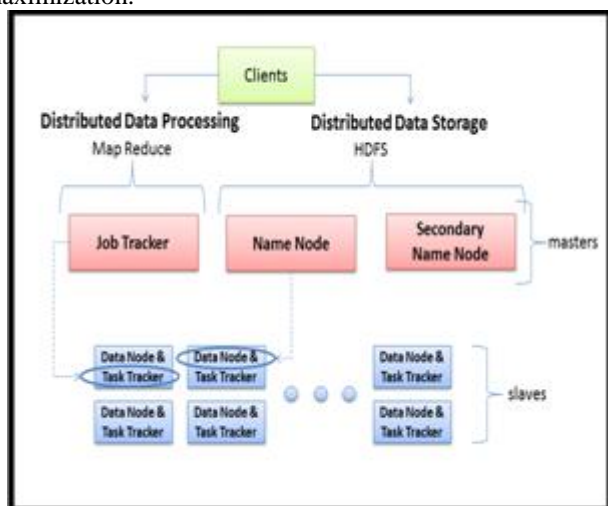 Clients
Distributed Data Processing
Map Reduce
Distributed Data Storage
HDFS
Job Tracker
Name Node
Secondary
Name Node
masters
Data Node &
Task Tracker
Data Node &
Task Tracker
Data Node &
Task Tracker
Data Node &
Task Tracker
Data Node &
Task Tracker
Data Node &
Task Tracker
slaves